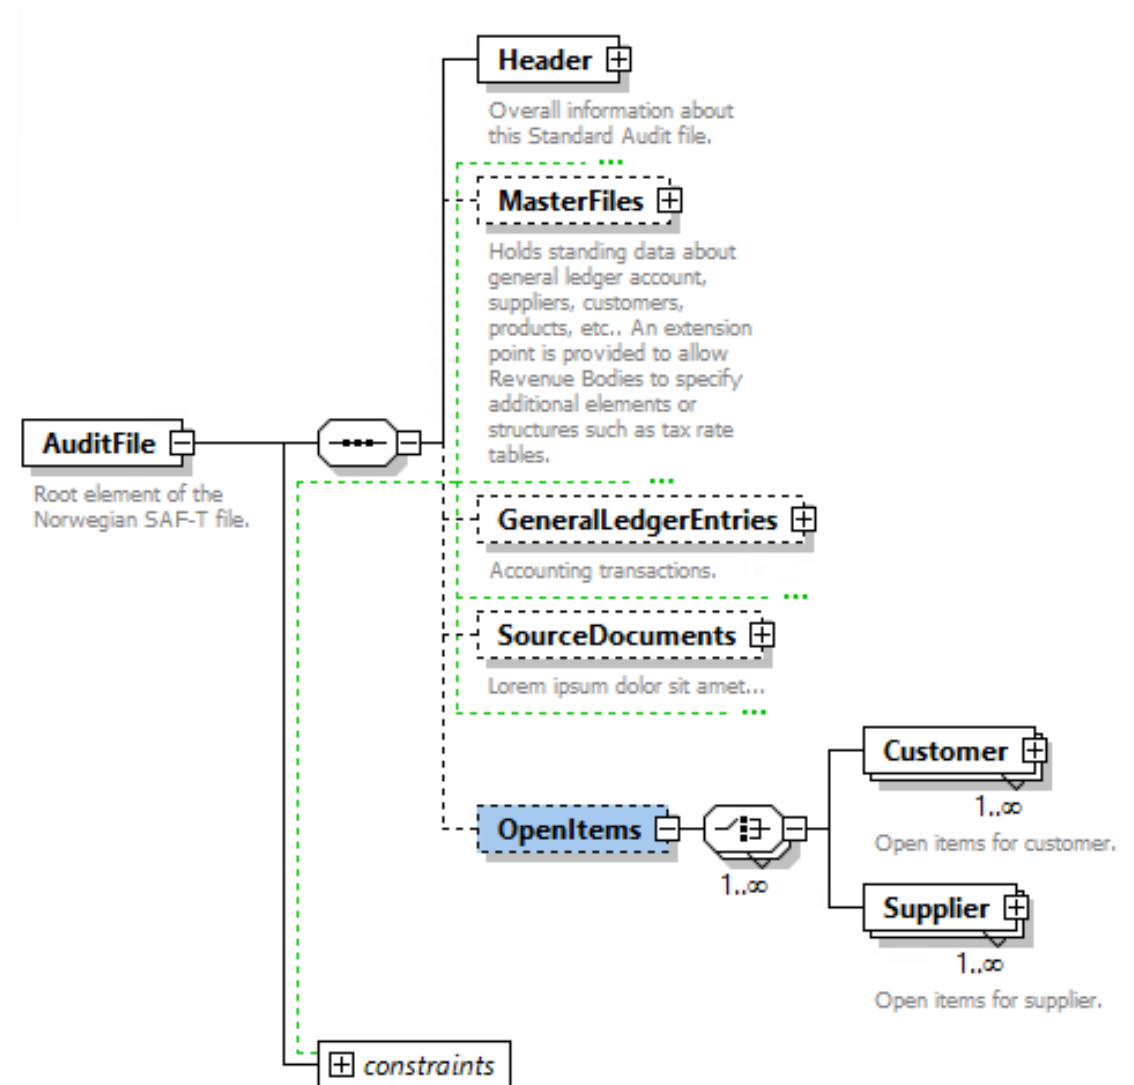 Header
Overall information about
this Standard Audit file.
MasterFiles
Holds standing data about
general ledger account,
suppliers, customers,
products, etc.. An extension
point is provided to allow
Revenue Bodies to specify
additional elements or
structures such as tax rate
tables.
AuditFile
Root element of the
Norwegian SAF-T file.
GeneralLedgerEntries
Accounting transactions.
SourceDocuments
Lorem ipsum dolor sit amet...
OpenItems
1..∞
Customer
1..∞
Open items for customer.
Supplier
1..∞
Open items for supplier.
constraints